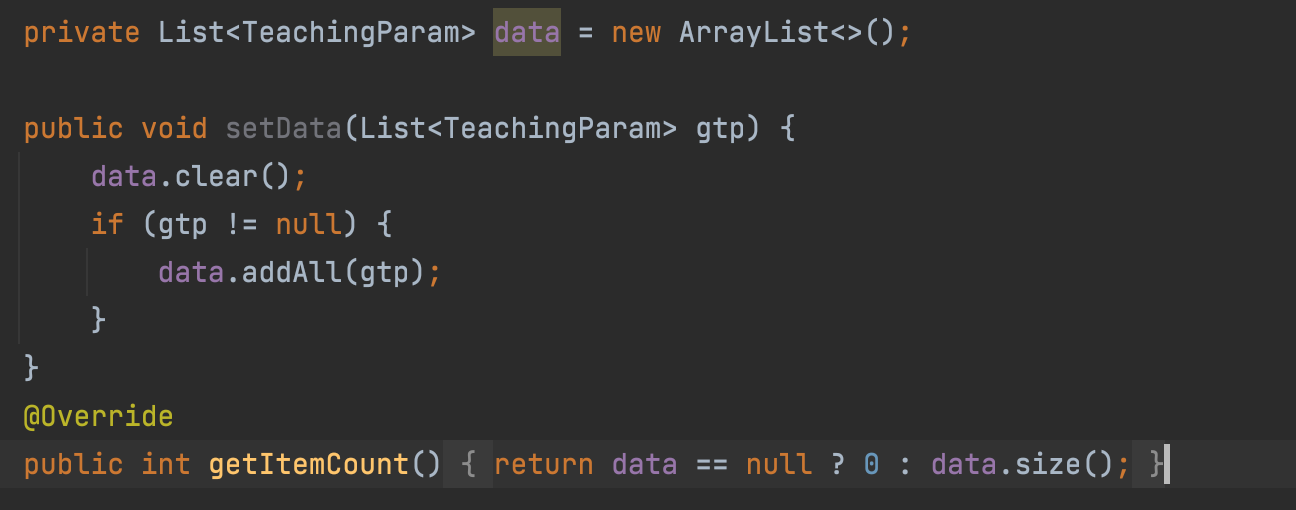 private List<TeachingParam> data = new ArrayList<>();
public void setData(List<TeachingParam> gtp) {
data.clear();
if (gtp != null) {
data.addAll(gtp);
}
}
@Override
public int getItemCount() { return data == null ? 0 : data.size(); }